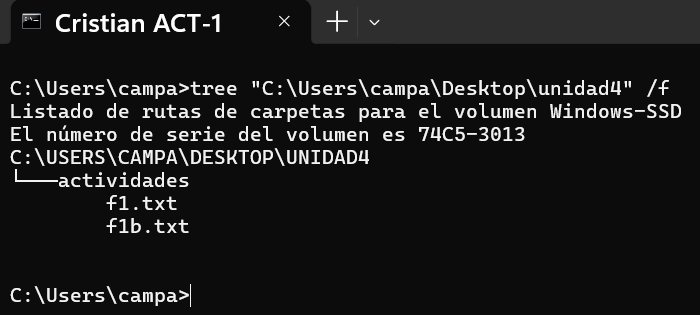 Cristian ACT-1
C:\Users\campa>tree "C:\Users\campa\Desktop\unidad4" /f
Listado de rutas de carpetas para el volumen Windows-SSD
El número de serie del volumen es 74C5-3013
C:\USERS\CAMPA\DESKTOP\UNIDAD4
└───actividades
        f1.txt
        f1b.txt
C:\Users\campa>